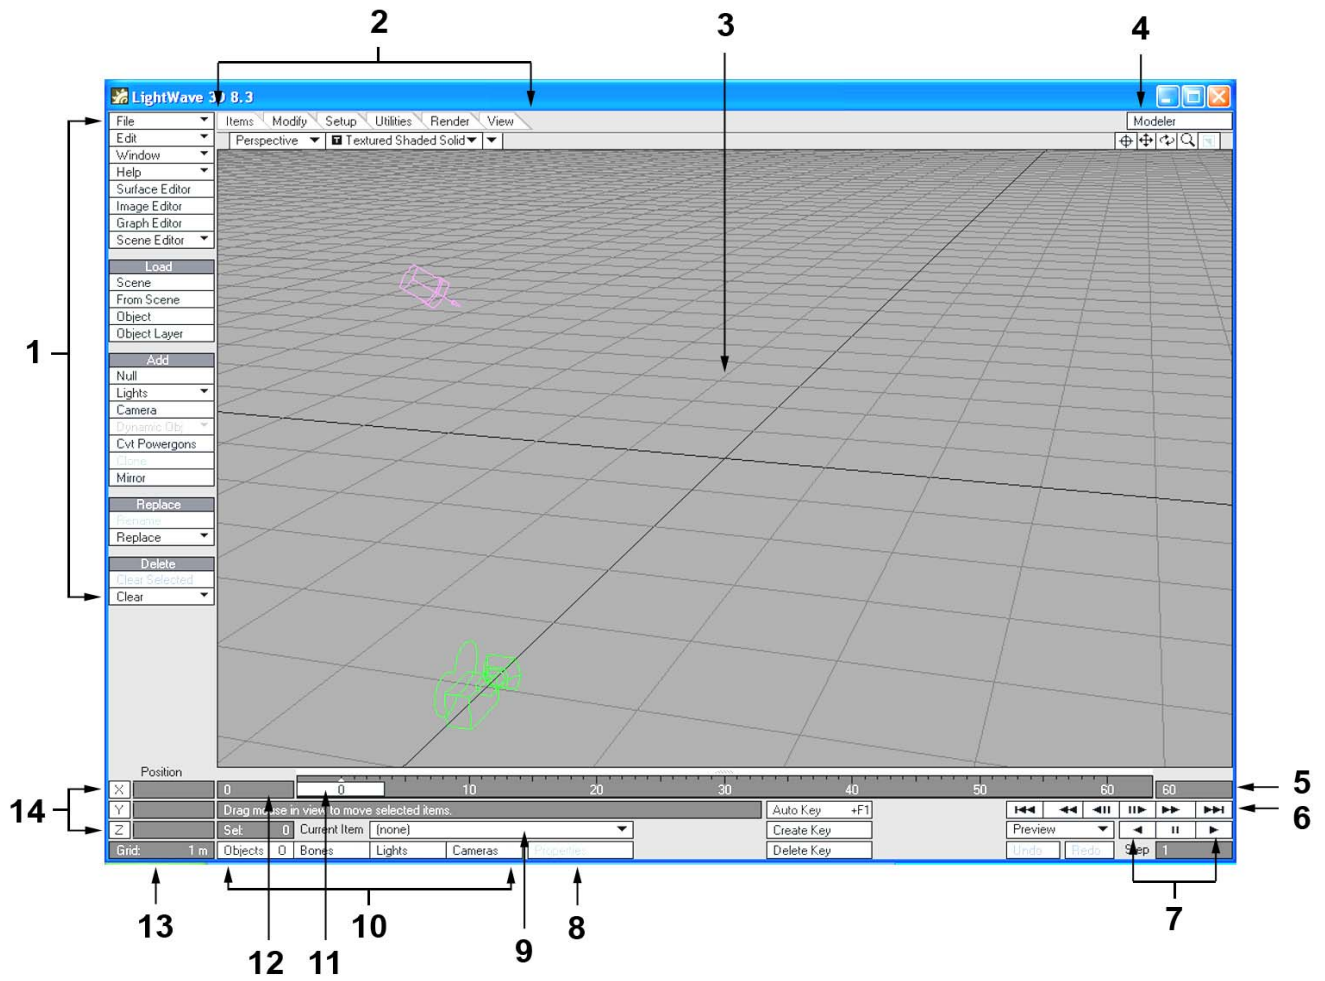 2
3
4
LightWave 3D 8.3
File
Items Modify Setup Utilities Render View
Modeler
Edit
Perspective T Textured Shaded Solid
Window
Help
Surface Editor
Image Editor
Graph Editor
Scene Editor
Load
Scene
From Scene
Object
Object Layer
1
Add
Null
Lights
Camera
Dynamic Obj
Cvt Powergons
Clone
Mirror
Replace
Rename
Replace
Delete
Clear Selected
Clear
Position
X 0 0 10 20 30 40 50 60 60
5
14
Y Drag mouse in view to move selected items. Auto Key +F1
6
Z Sel: 0 Current Item (none) Create Key Preview
Grid: 1 m Objects 0 Bones Lights Cameras Properties Delete Key Undo Redo Step 1
13
10
8
7
12
11
9